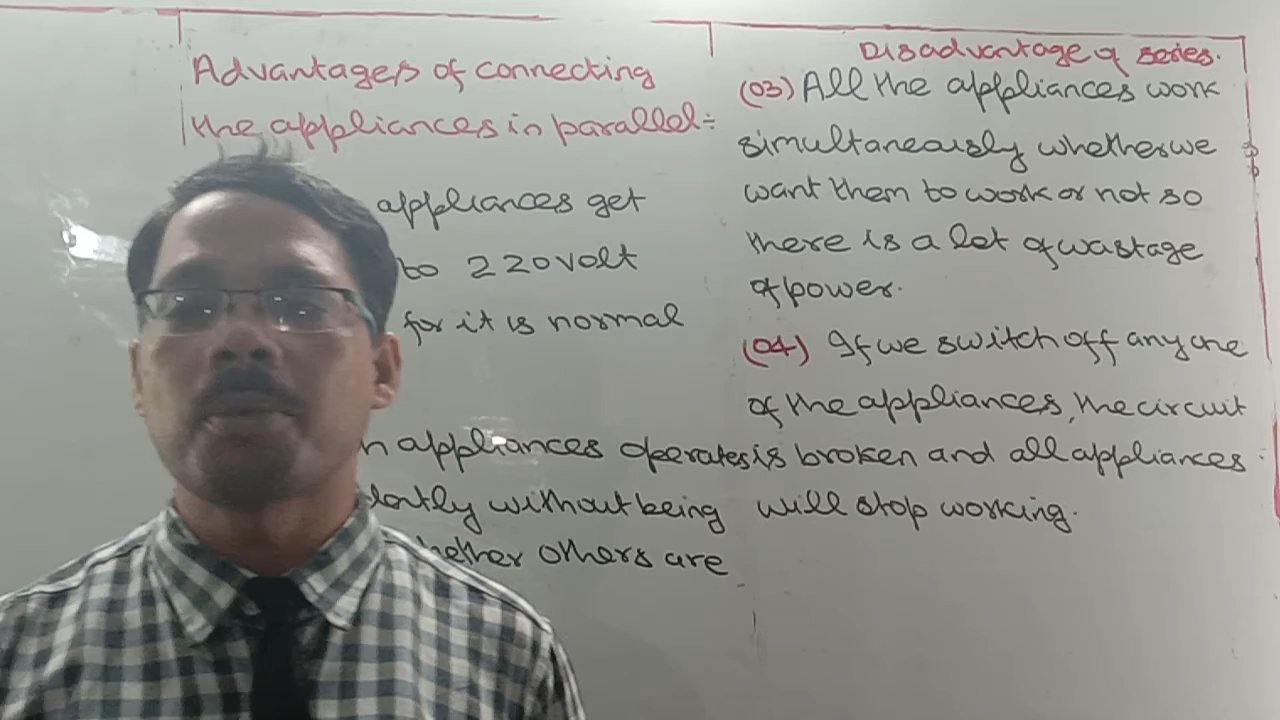 Advantages of connecting
the appliances in parallel:
appliances get
to 220 volt
for it is normal
appliances operates
without being
others are
Disadvantage of series.
(03) All the appliances work
simultaneously whether we
want them to work or not so
there is a lot of wastage
of power.
(04) If we switch off any one
of the appliances, the circuit
is broken and all appliances
will stop working.